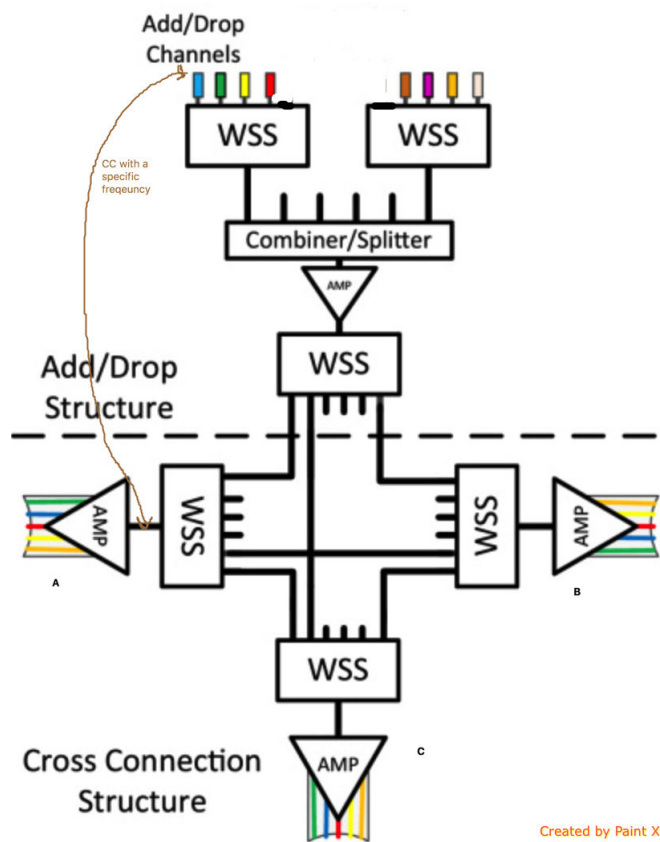 Add/Drop
Channels
WSS
WSS
CC with a
specific
freqeuncy
Combiner/Splitter
AMP
WSS
Add/Drop
Structure
AMP
WSS
WSS
AMP
A
B
WSS
C
Cross Connection
Structure
AMP
Created by Paint X